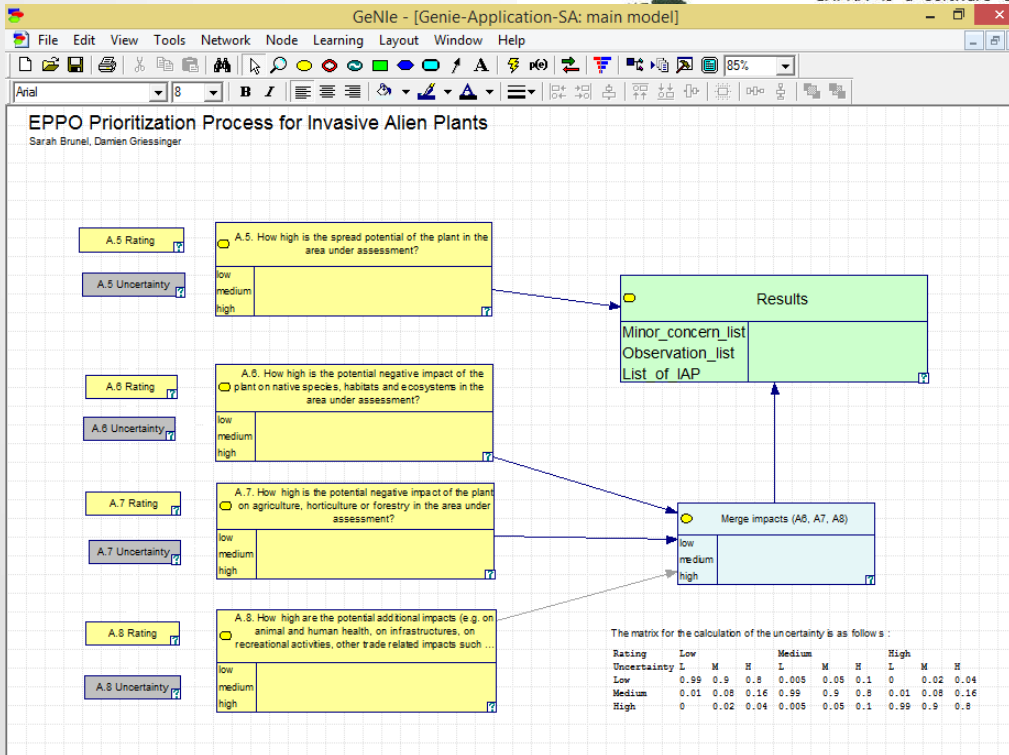 GeNIe - [Genie-Application-SA: main model]
File Edit View Tools Network Node Learning Layout Window Help
A p(e) 85%
Arial 8 B I A
EPPO Prioritization Process for Invasive Alien Plants
Sarah Brunel, Damien Griessinger
A.5 Rating ?
A.5 Uncertainty ?
A.5. How high is the spread potential of the plant in the
area under assessment?
low
medium
high
?
Results
Minor_concern_list
Observation_list
List_of_IAP
?
A.6 Rating ?
A.6 Uncertainty ?
A.6. How high is the potential negative impact of the
plant on native species, habitats and ecosystems in the
area under assessment?
low
medium
high
?
A.7 Rating ?
A.7 Uncertainty ?
A.7. How high is the potential negative impact of the plant
on agriculture, horticulture or forestry in the area under
assessment?
low
medium
high
?
Merge impacts (A6, A7, A8)
low
medium
high
?
A.8 Rating ?
A.8 Uncertainty ?
A.8. How high are the potential additional impacts (e.g. on
animal and human health, on infrastructures, on
recreational activities, other trade related impacts such ...
low
medium
high
?
The matrix for the calculation of the uncertainty is as follows :
Rating Low Medium High
Uncertainty L M H L M H L M H
Low 0.99 0.9 0.8 0.005 0.05 0.1 0 0.02 0.04
Medium 0.01 0.08 0.16 0.99 0.9 0.8 0.01 0.08 0.16
High 0 0.02 0.04 0.005 0.05 0.1 0.99 0.9 0.8